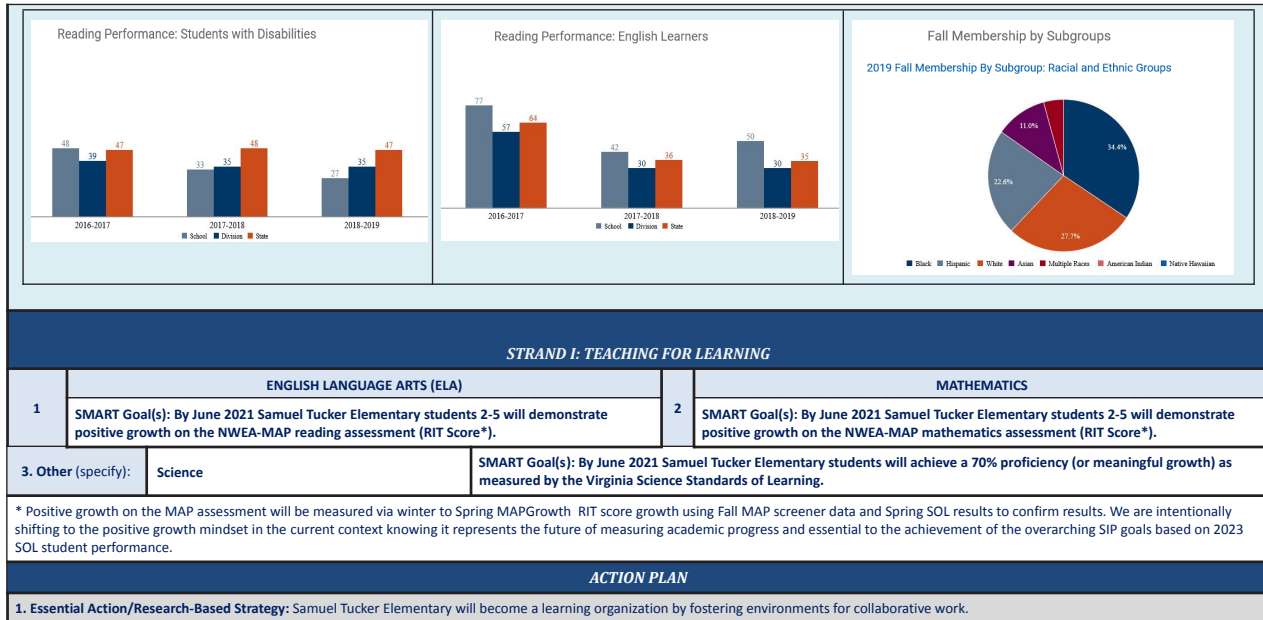 Reading Performance: Students with Disabilities
48
39
47
33
35
48
27
35
47
2016-2017
2017-2018
2018-2019
School Division State
Reading Performance: English Learners
77
57
64
42
30
36
50
30
35
2016-2017
2017-2018
2018-2019
School Division State
Fall Membership by Subgroups
2019 Fall Membership By Subgroup: Racial and Ethnic Groups
11.0%
34.4%
22.6%
27.7%
Black Hispanic White Asian Multiple Races American Indian Native Hawaiian
STRAND I: TEACHING FOR LEARNING
1
ENGLISH LANGUAGE ARTS (ELA)
SMART Goal(s): By June 2021 Samuel Tucker Elementary students 2-5 will demonstrate
positive growth on the NWEA-MAP reading assessment (RIT Score*).
2
MATHEMATICS
SMART Goal(s): By June 2021 Samuel Tucker Elementary students 2-5 will demonstrate
positive growth on the NWEA-MAP mathematics assessment (RIT Score*).
3. Other (specify):
Science
SMART Goal(s): By June 2021 Samuel Tucker Elementary students will achieve a 70% proficiency (or meaningful growth) as
measured by the Virginia Science Standards of Learning.
* Positive growth on the MAP assessment will be measured via winter to Spring MAPGrowth RIT score growth using Fall MAP screener data and Spring SOL results to confirm results. We are intentionally
shifting to the positive growth mindset in the current context knowing it represents the future of measuring academic progress and essential to the achievement of the overarching SIP goals based on 2023
SOL student performance.
ACTION PLAN
1. Essential Action/Research-Based Strategy: Samuel Tucker Elementary will become a learning organization by fostering environments for collaborative work.